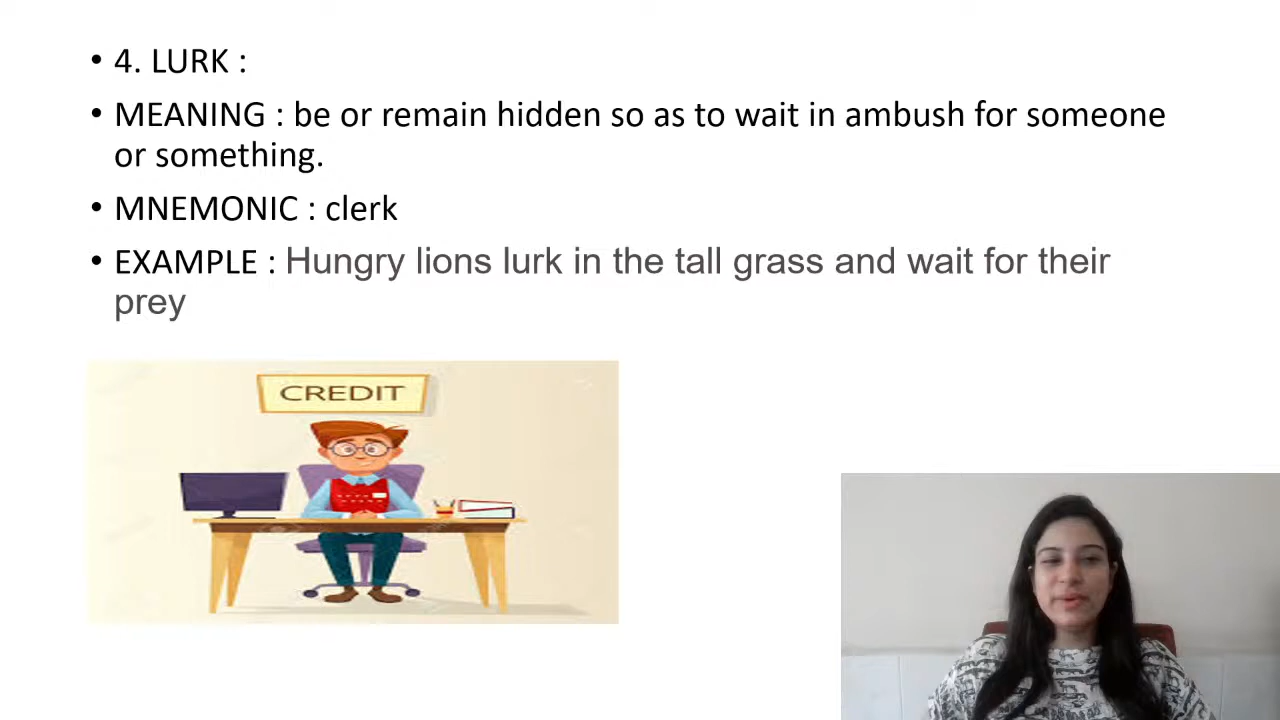 • 4. LURK :
• MEANING : be or remain hidden so as to wait in ambush for someone
or something.
• MNEMONIC : clerk
• EXAMPLE : Hungry lions lurk in the tall grass and wait for their
prey
CREDIT